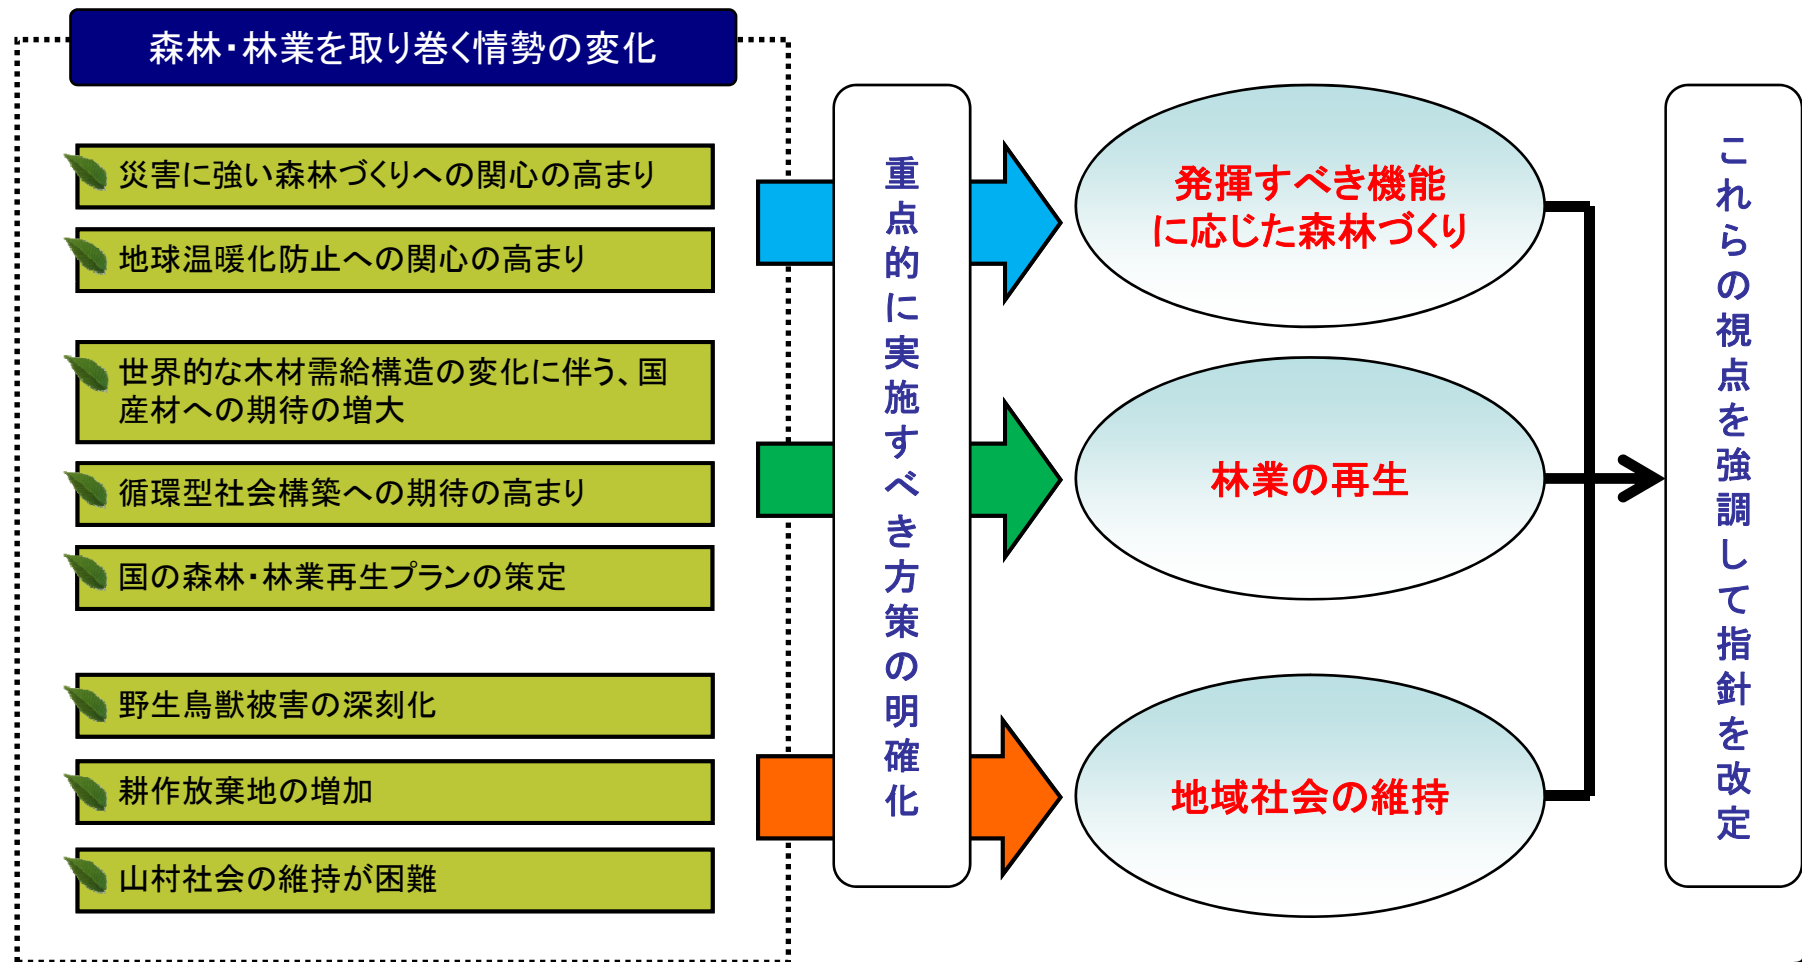 森林・林業を取り巻く情勢の変化
災害に強い森林づくりへの関心の高まり
地球温暖化防止への関心の高まり
世界的な木材需給構造の変化に伴う、国
産材への期待の増大
循環型社会構築への期待の高まり
国の森林・林業再生プランの策定
野生鳥獣被害の深刻化
耕作放棄地の増加
山村社会の維持が困難
重点的に実施すべき方策の明確化
発揮すべき機能
に応じた森林づくり
林業の再生
地域社会の維持
これらの視点を強調して指針を改定